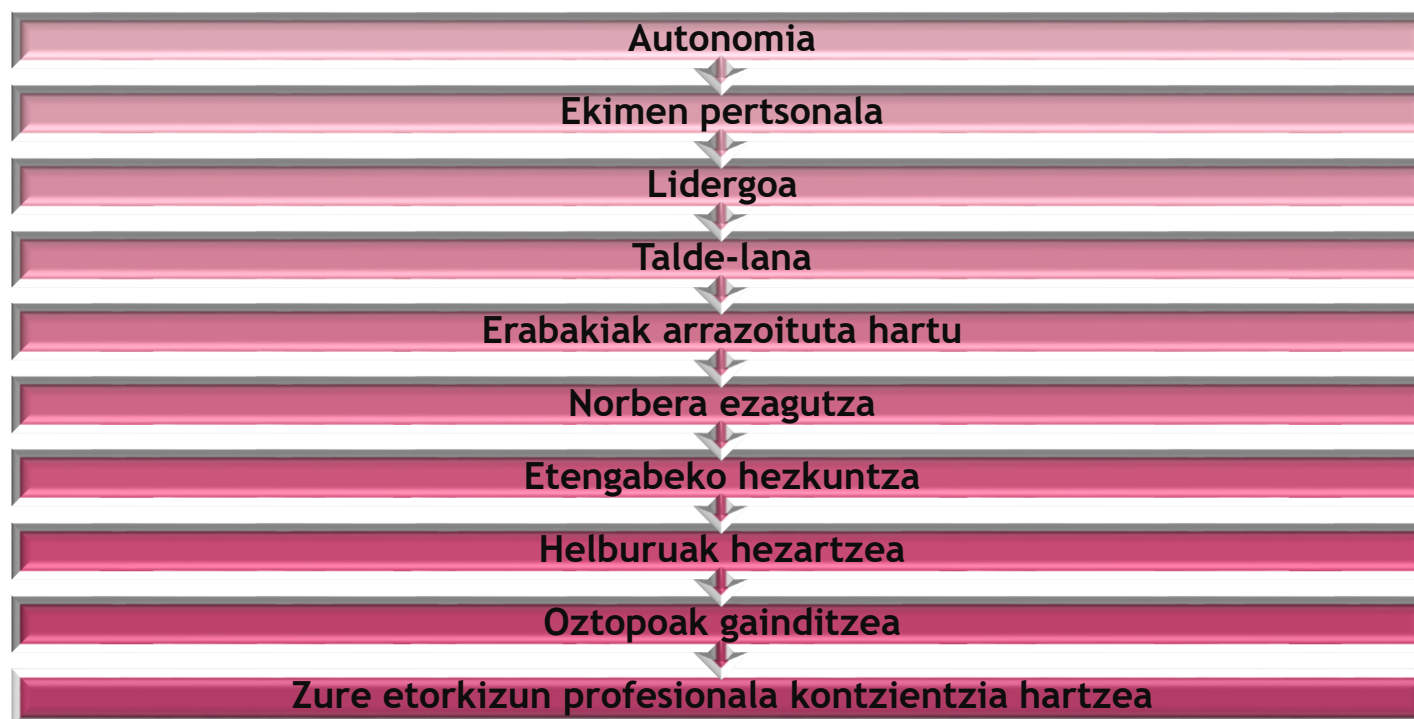 Autonomia
Ekimen pertsonala
Lidergoa
Talde-lana
Erabakiak arrazoituta hartu
Norbera ezagutza
Etengabeko hezkuntza
Helburuak hezartzea
Oztopoak gainditzea
Zure etorkizun profesionala kontzientzia hartzea